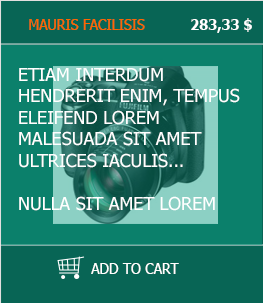 MAURIS FACILISIS 283,33 $
ETIAM INTERDUM
HENDRERIT ENIM, TEMPUS
ELEIFEND LOREM
MALESUADA SIT AMET
ULTRICES IACULIS...
NULLA SIT AMET LOREM
FUJIFILM
ADD TO CART